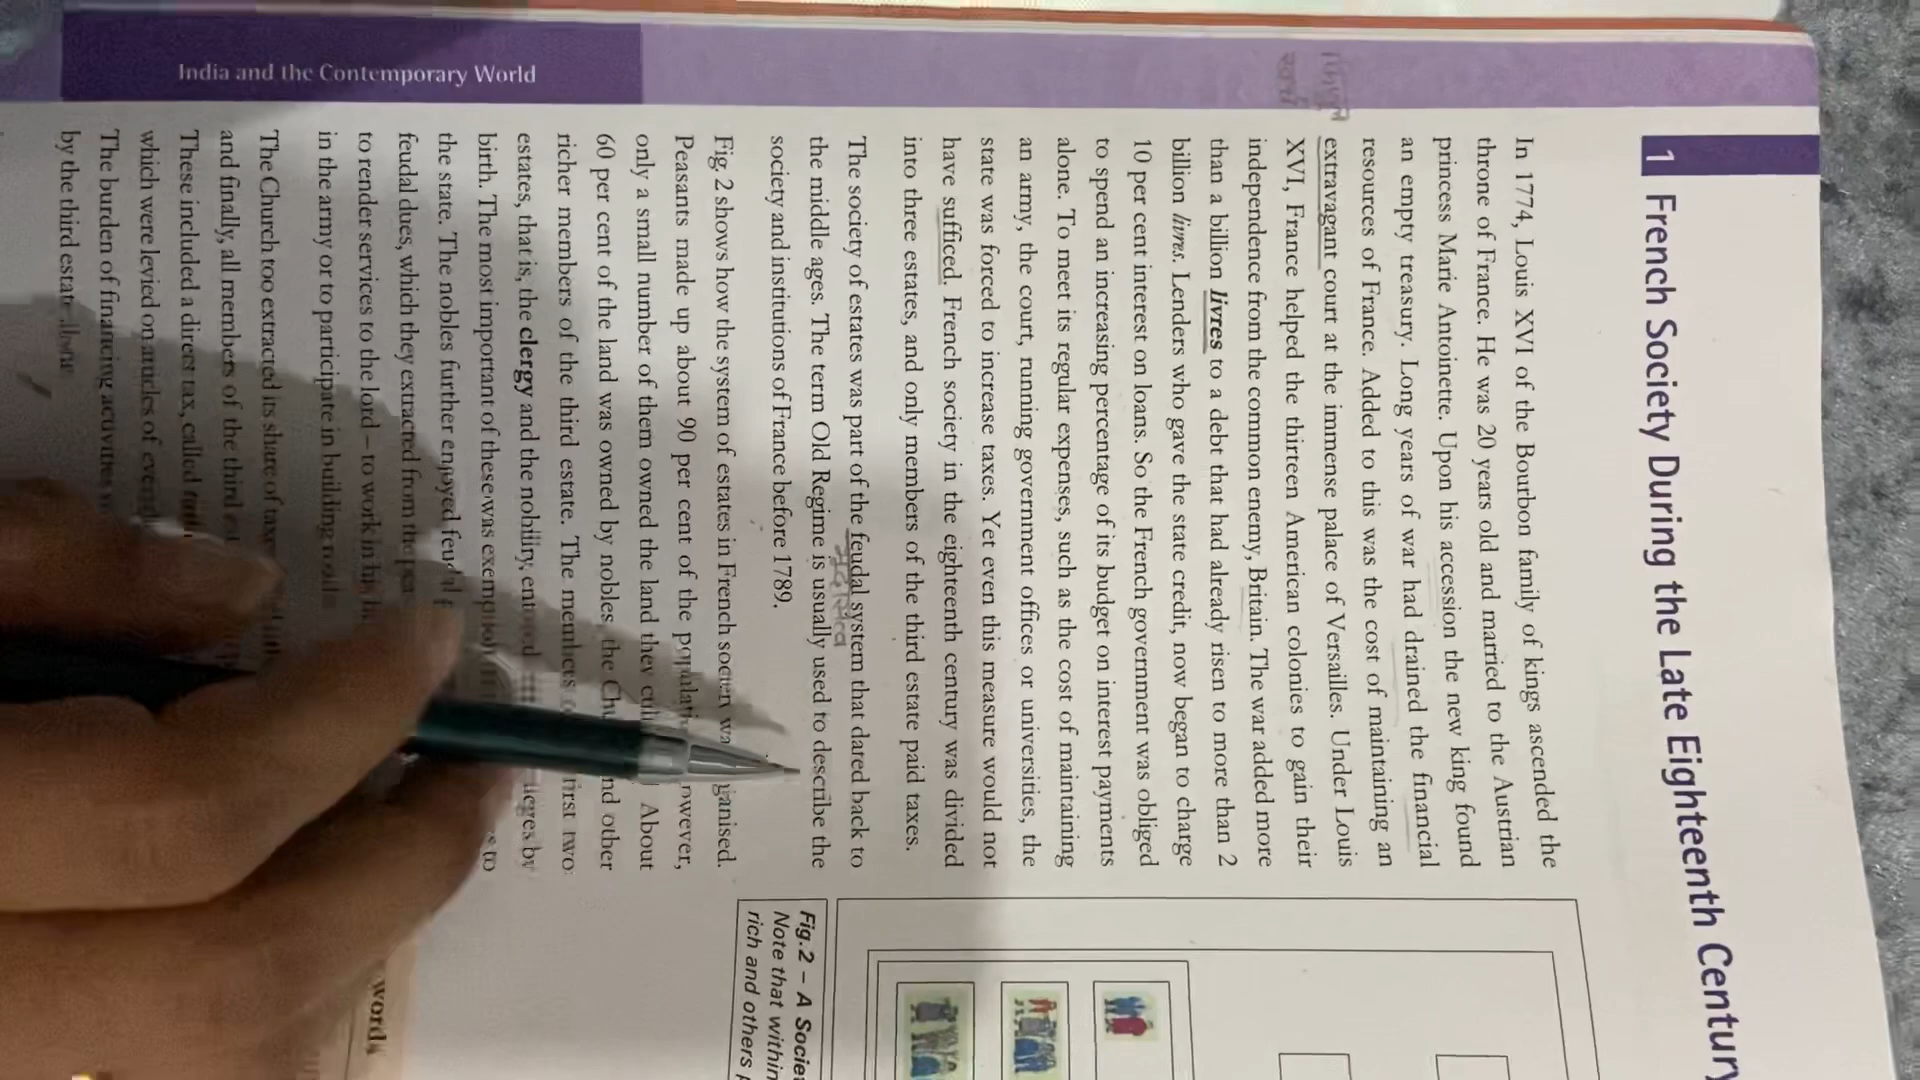 India and the Contemporary World
1 French Society During the Late Eighteenth Century
In 1774, Louis XVI of the Bourbon family of kings ascended the
throne of France. He was 20 years old and married to the Austrian
princess Marie Antoinette. Upon his accession the new king found
an empty treasury. Long years of war had drained the financial
resources of France. Added to this was the cost of maintaining an
extravagant court at the immense palace of Versailles. Under Louis
XVI, France helped the thirteen American colonies to gain their
independence from the common enemy, Britain. The war added more
than a billion livres to a debt that had already risen to more than 2
billion livres. Lenders who gave the state credit, now began to charge
10 per cent interest on loans. So the French government was obliged
to spend an increasing percentage of its budget on interest payments
alone. To meet its regular expenses, such as the cost of maintaining
an army, the court, running government offices or universities, the
state was forced to increase taxes. Yet even this measure would not
have sufficed. French society in the eighteenth century was divided
into three estates, and only members of the third estate paid taxes.
The society of estates was part of the feudal system that dated back to
the middle ages. The term Old Regime is usually used to describe the
society and institutions of France before 1789.
Fig. 2 shows how the system of estates in French society
Peasants made up about 90 per cent of the
only a small number of them owned the land they About
60 per cent of the land was owned by nobles, the and other
richer members of the third estate. The members first two
estates, that is, the clergy and the nobility, by
birth. The most important of these was to
the state. The nobles further enjoyed
feudal dues, which they extracted from
to render services to the lord – to work in
in the army or to participate in building
The Church too extracted its share of
and finally, all members of the third
These included a direct tax, called
which were levied on articles of
The burden of financing activities
by the third estate
Fig.2 – A
Note that within
rich and others
word